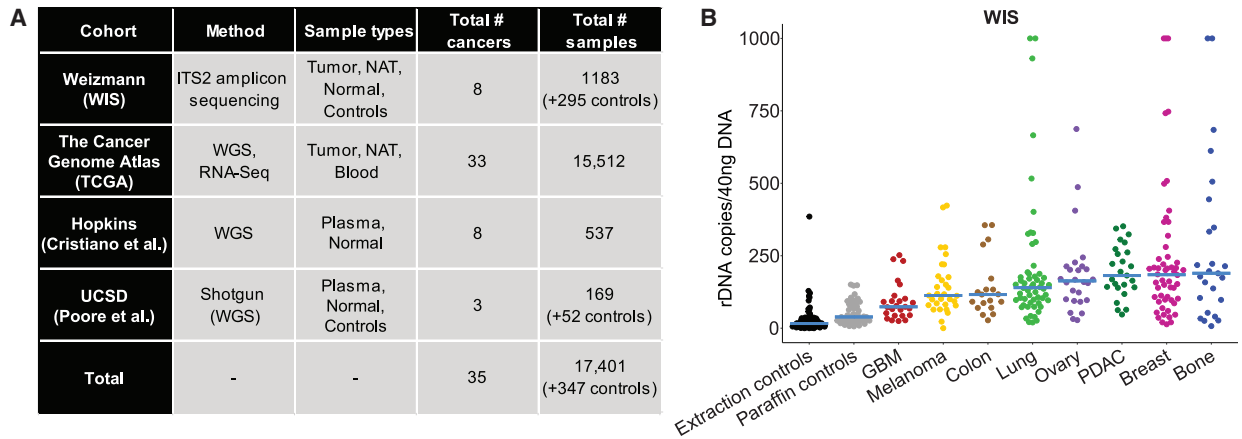 A
Cohort Method Sample types Total # cancers Total # samples
Weizmann (WIS) ITS2 amplicon sequencing Tumor, NAT, Normal, Controls 8 1183 (+295 controls)
The Cancer Genome Atlas (TCGA) WGS, RNA-Seq Tumor, NAT, Blood 33 15,512
Hopkins (Cristiano et al.) WGS Plasma, Normal 8 537
UCSD (Poore et al.) Shotgun (WGS) Plasma, Normal, Controls 3 169 (+52 controls)
Total - - 35 17,401 (+347 controls)
B
WIS
rDNA copies/40ng DNA
1000
750
500
250
0
Extraction controls
Paraffin controls
GBM
Melanoma
Colon
Lung
Ovary
PDAC
Breast
Bone